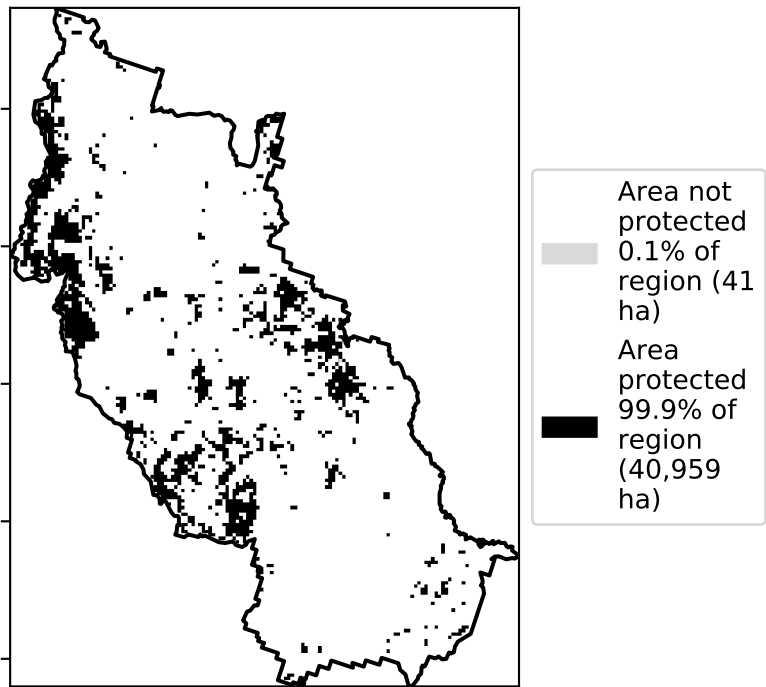 Area not
protected
0.1% of
region (41
ha)
Area
protected
99.9% of
region
(40,959
ha)